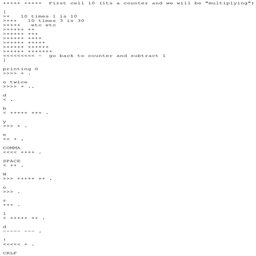 +++++ +++++  First cell 10 (its a counter and we will be "multiplying")
[
>+  10 times 1 is 10
>+++  10 times 3 is 30
>++++  etc etc
>+++++ ++
>+++++ +++
>+++++ ++++
>+++++ +++++
>+++++ ++++++
>+++++ +++++++
<<<<<<<<< -  go back to counter and subtract 1
]
printing G
>>>> + .
o twice
>>>> + ..
d
< .
b
< +++++ +++ .
y
>>> + .
e
<< + .
COMMA
<<<< ++++ .
SPACE
< ++ .
W
>>> +++++ ++ .
o
>>> .
r
+++ .
l
< +++++ ++ .
d
----- --- .
!
<<<<< + .
CRLF